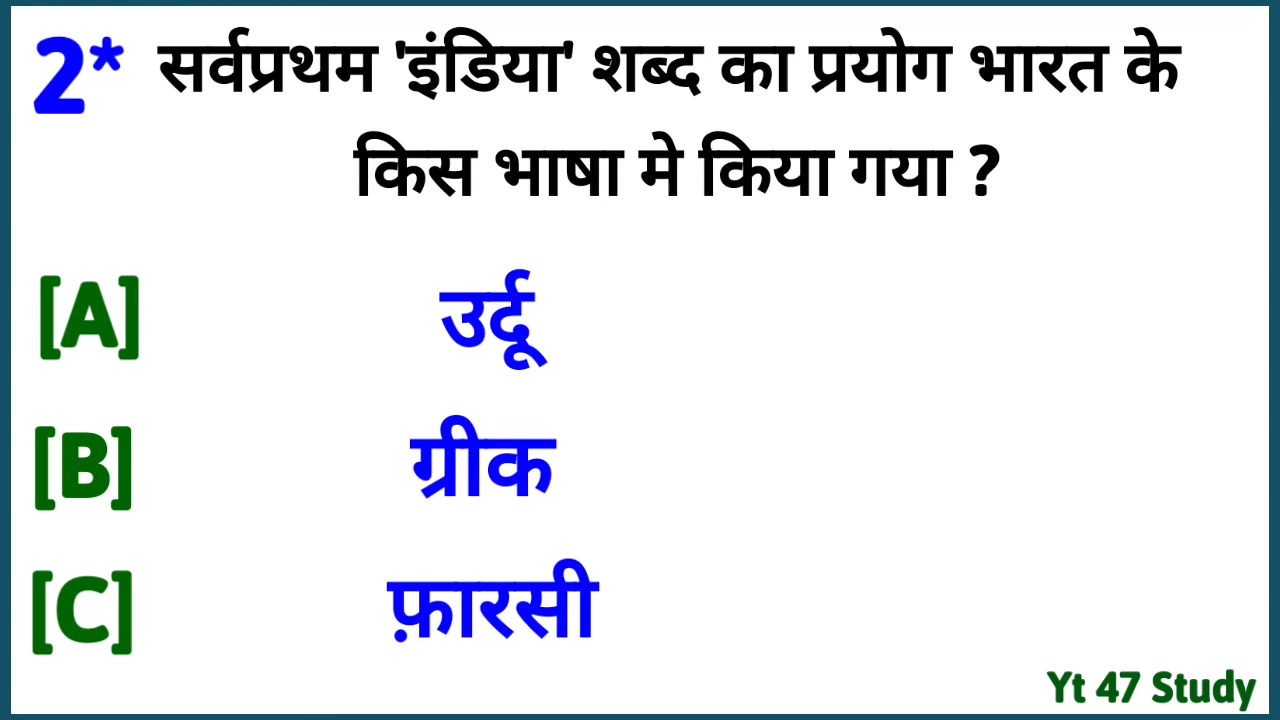 2* सर्वप्रथम 'इंडिया' शब्द का प्रयोग भारत के
किस भाषा मे किया गया ?
[A] उर्दू
[B] ग्रीक
[C] फ़ारसी
Yt 47 Study